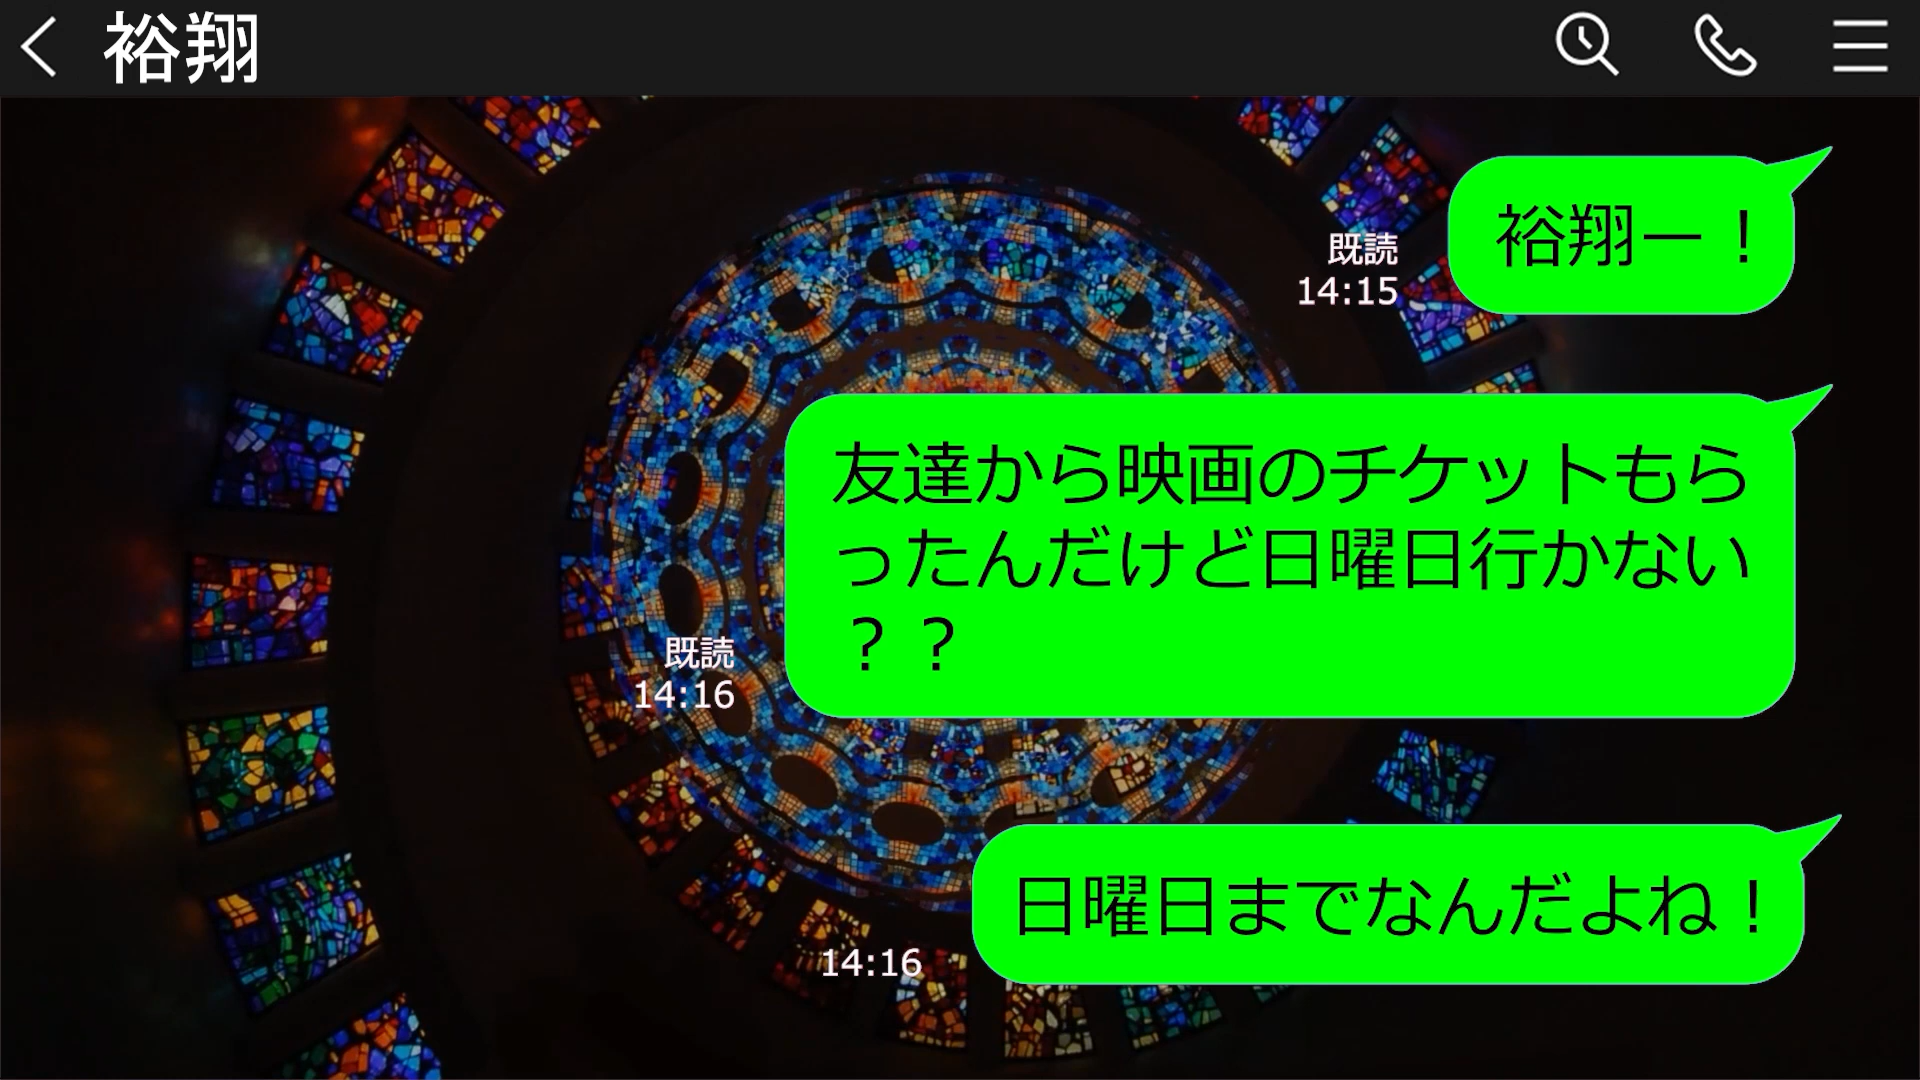 裕翔
裕翔ー！
既読
14:15
友達から映画のチケットもら
ったんだけど日曜日行かない
？？
既読
14:16
日曜日までなんだよね！
14:16